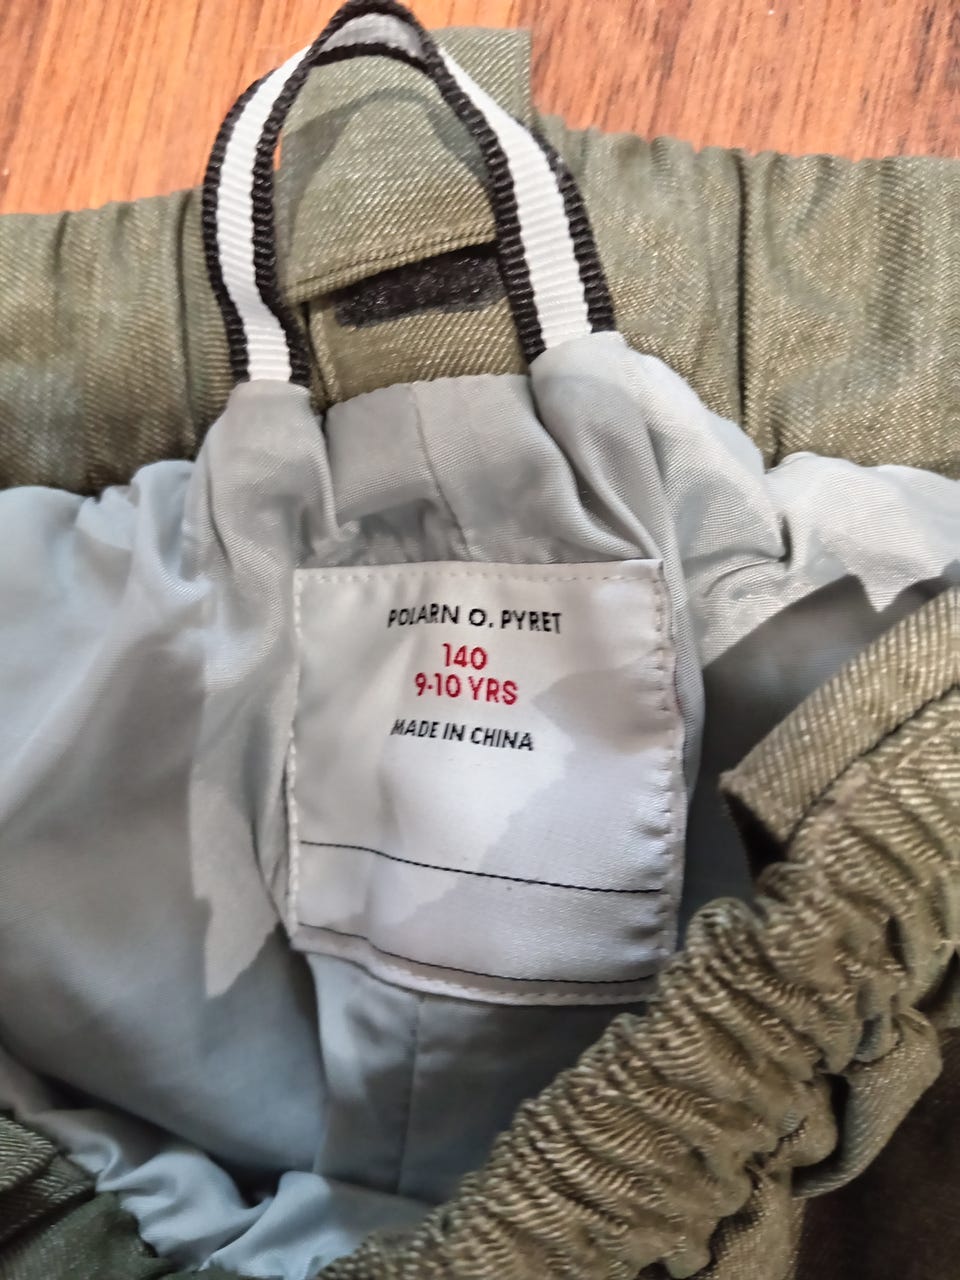 POLARN O. PYRET
140
9-10 YRS
MADE IN CHINA